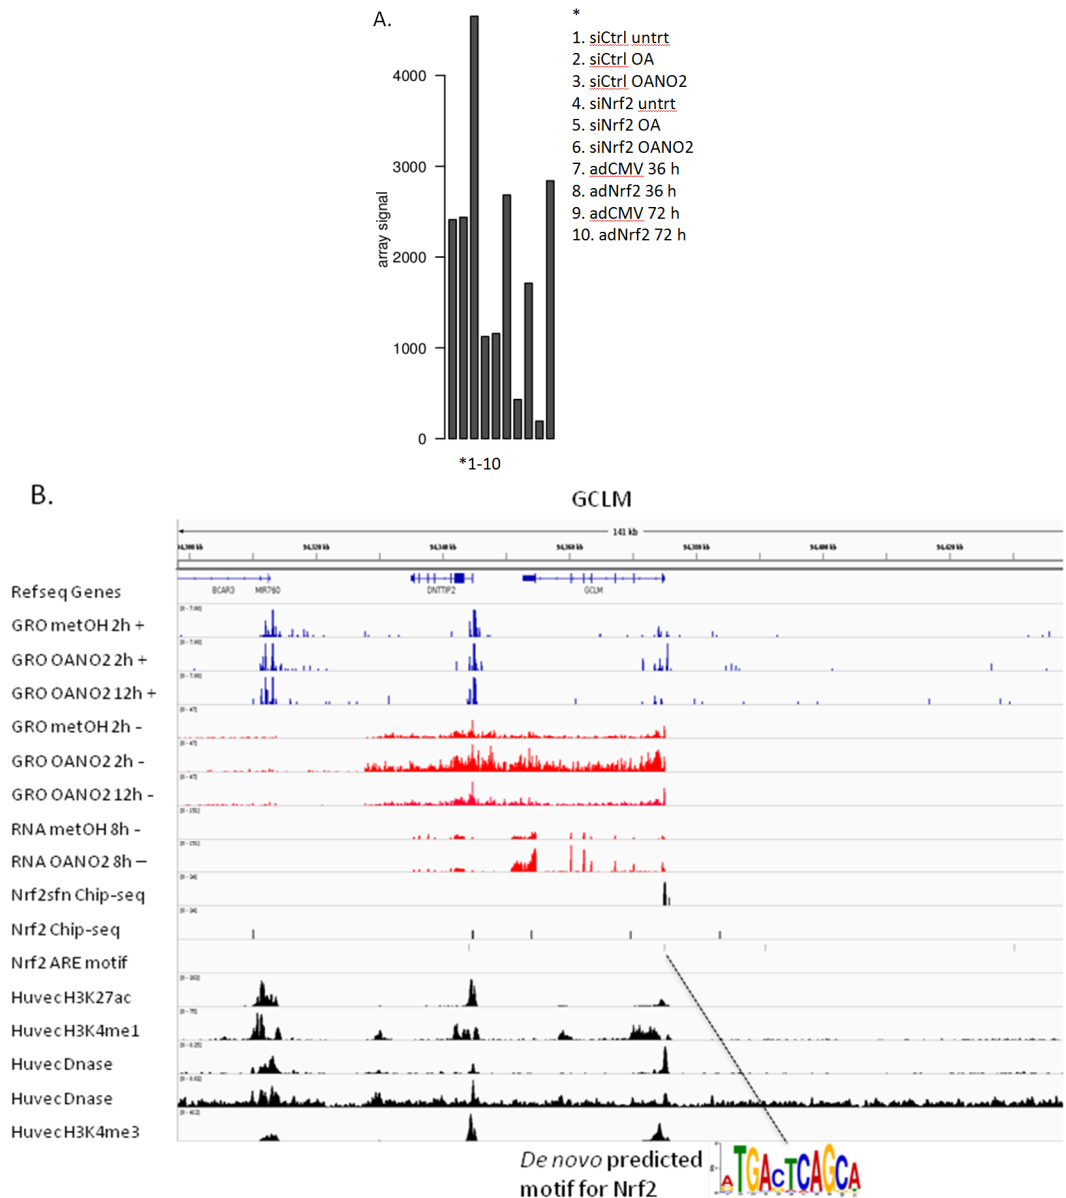 A.
*
1. siCtrl untrt
2. siCtrl OA
3. siCtrl OANO2
4. siNrf2 untrt
5. siNrf2 OA
6. siNrf2 OANO2
7. adCMV 36 h
8. adNrf2 36 h
9. adCMV 72 h
10. adNrf2 72 h
array signal
4000
3000
2000
1000
0
*1-10
B.
GCLM
141 kb
Refseq Genes
BCAR3 MIR760 DNTTIP2 GCLM
GRO metOH 2h +
GRO OANO2 2h +
GRO OANO2 12h +
GRO metOH 2h -
GRO OANO2 2h -
GRO OANO2 12h -
RNA metOH 8h -
RNA OANO2 8h –
Nrf2sfn Chip-seq
Nrf2 Chip-seq
Nrf2 ARE motif
Huvec H3K27ac
Huvec H3K4me1
Huvec Dnase
Huvec Dnase
Huvec H3K4me3
De novo predicted
motif for Nrf2
ATGACTCAGCA